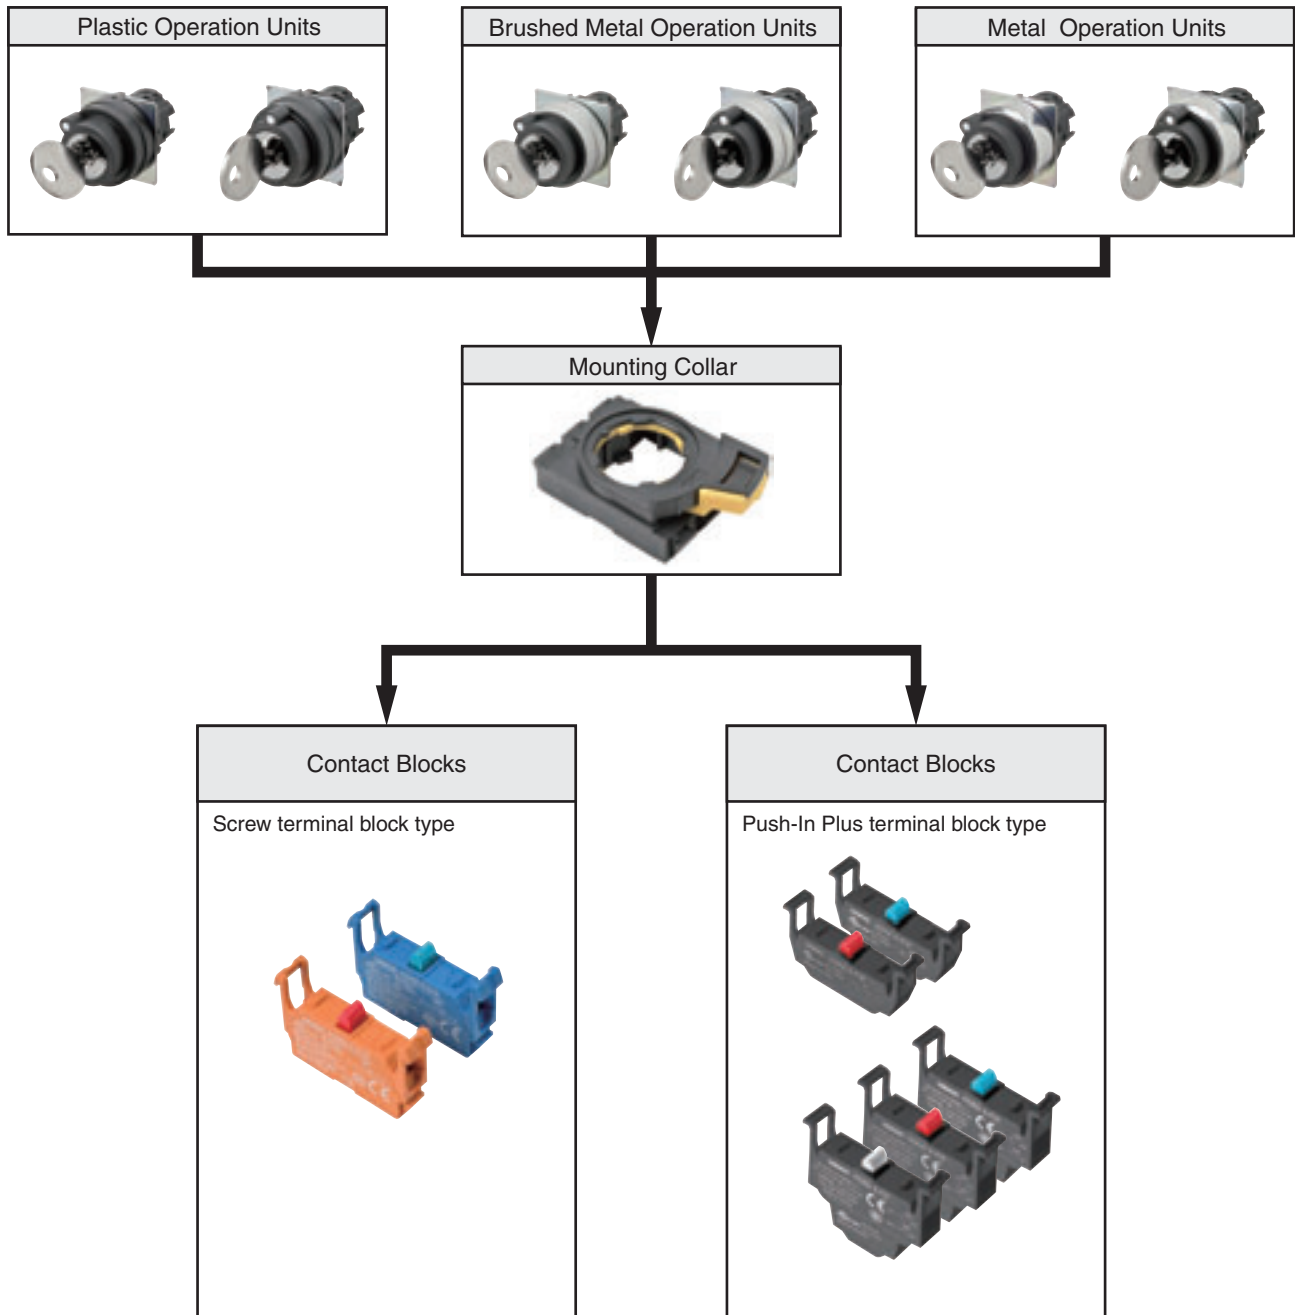 Plastic Operation Units
Brushed Metal Operation Units
Metal Operation Units
Mounting Collar
Contact Blocks
Contact Blocks
Screw terminal block type
Push-In Plus terminal block type